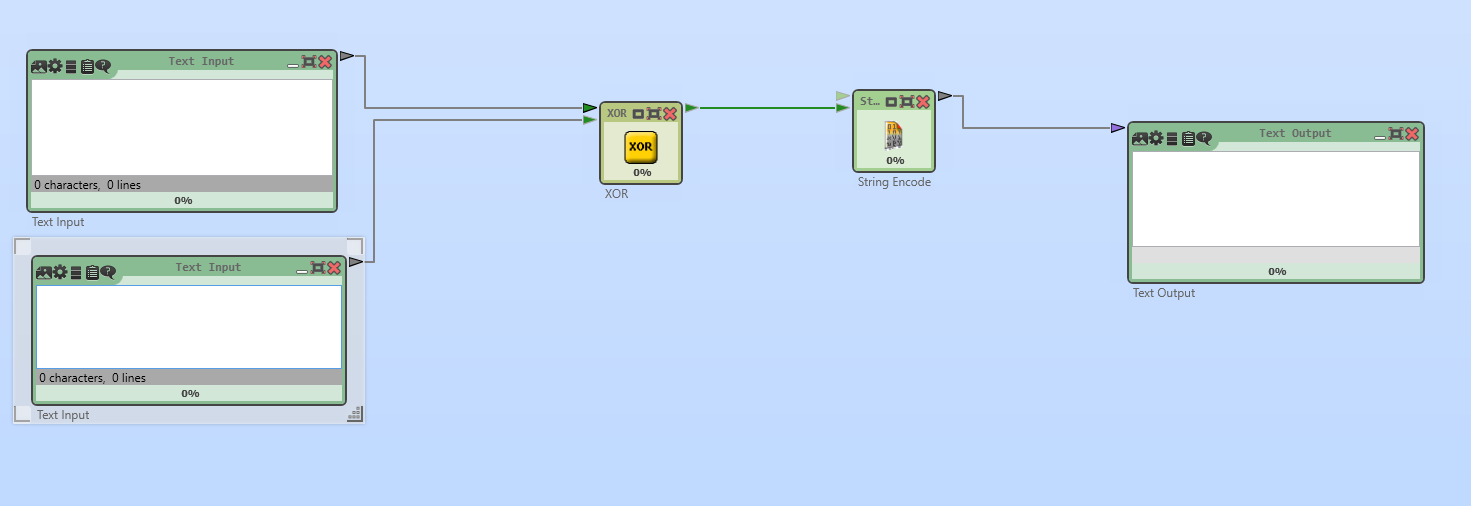 Text Input
0 characters,  0 lines
0%
Text Input
Text Input
0 characters,  0 lines
0%
Text Input
XOR
XOR
0%
XOR
St...
0%
String Encode
Text Output
0%
Text Output